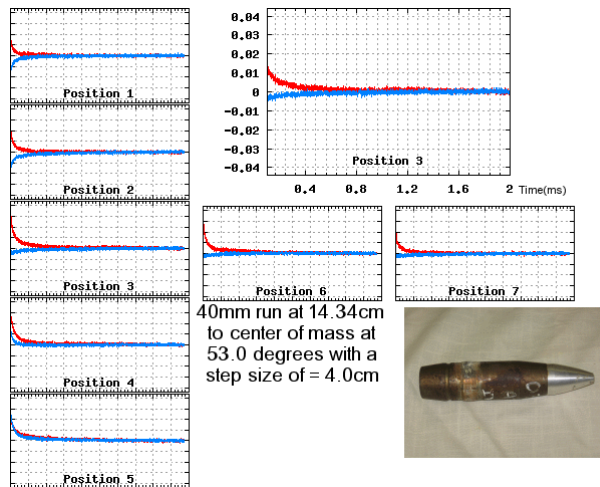 Position 1
Position 2
Position 3
Position 4
Position 5
0.04
0.03
0.02
0.01
0
-0.01
-0.02
-0.03
-0.04
Position 3
0.4 0.8 1.2 1.6 2 Time(ms)
Position 6
Position 7
40mm run at 14.34cm
to center of mass at
53.0 degrees with a
step size of = 4.0cm